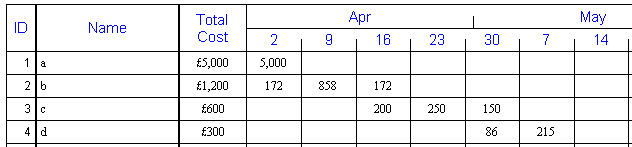 ID Name Total Cost Apr May
2 9 16 23 30 7 14
1 a £5,000 5,000
2 b £1,200 172 858 172
3 c £600 200 250 150
4 d £300 86 215